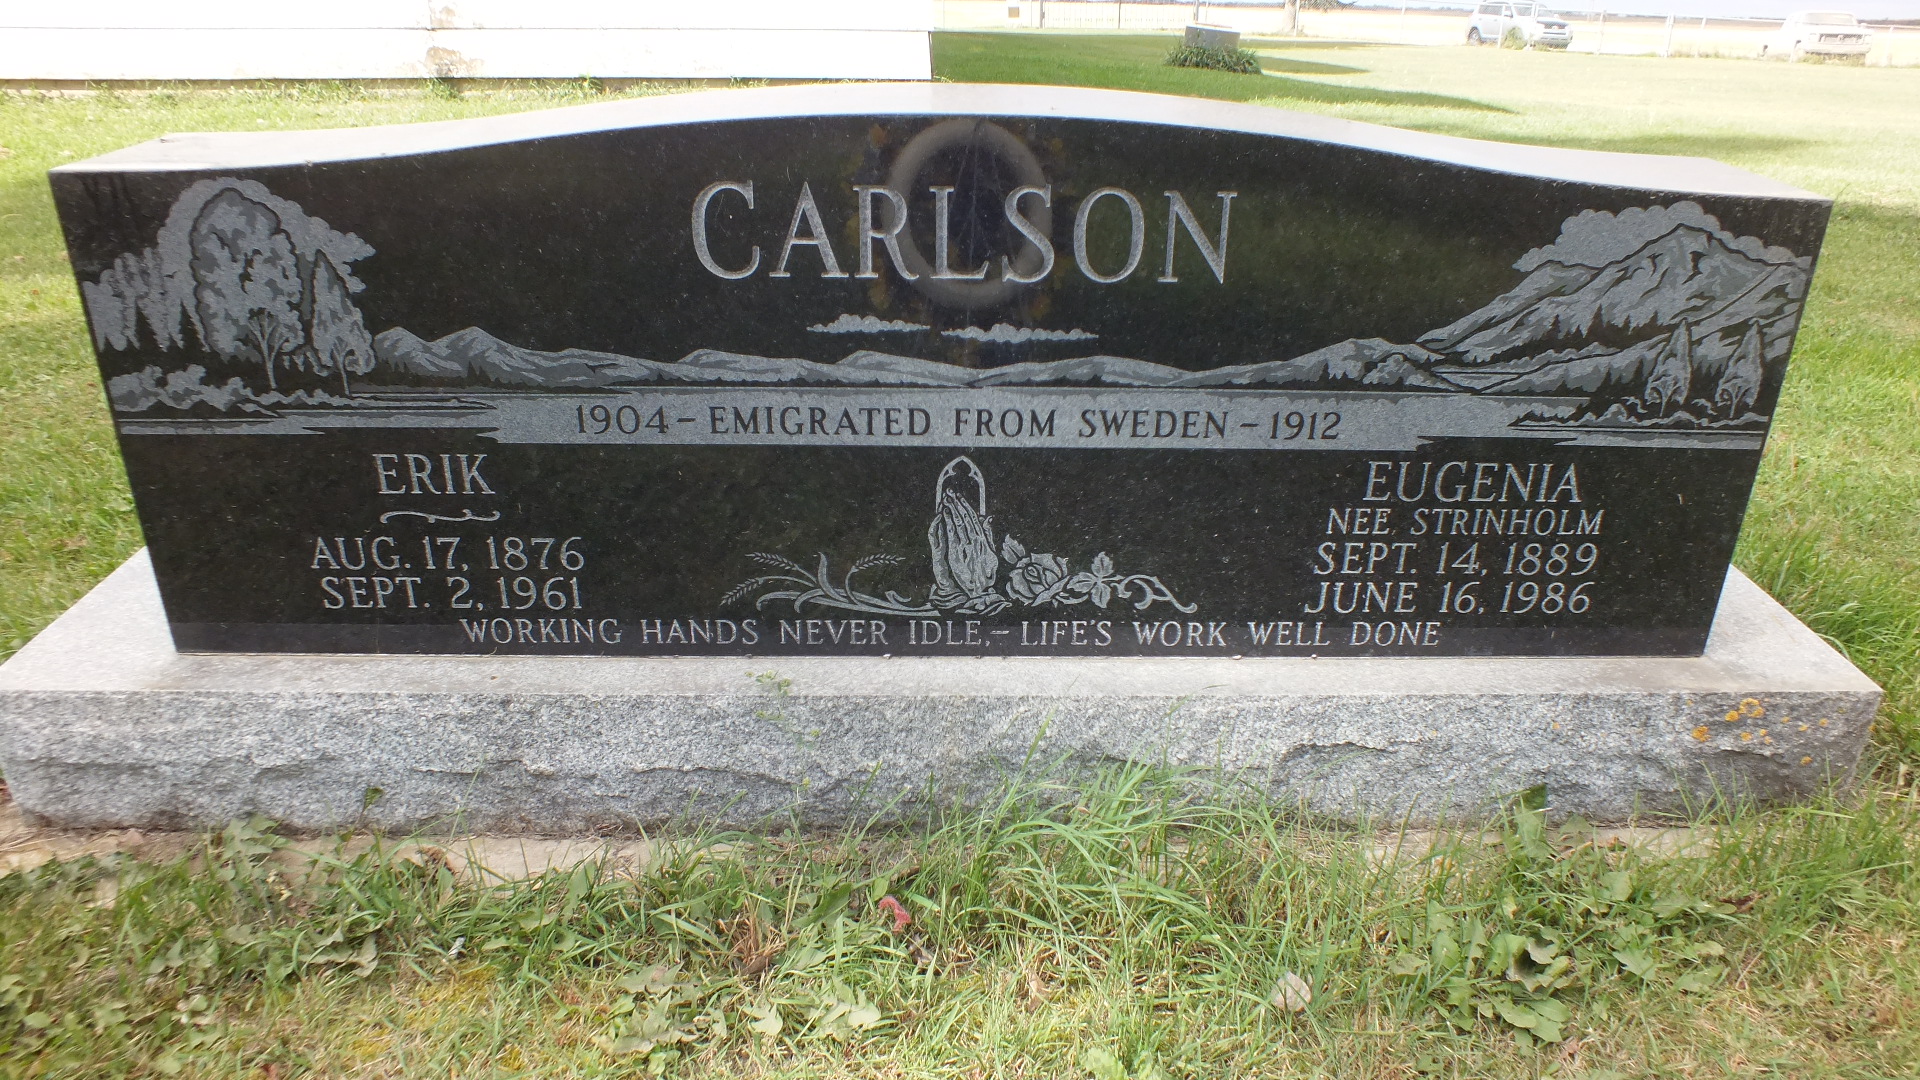 CARLSON
1904 - EMIGRATED FROM SWEDEN - 1912
ERIK
AUG. 17, 1876
SEPT. 2, 1961
EUGENIA
NEE, STRINHOLM
SEPT. 14, 1889
JUNE 16, 1986
WORKING HANDS NEVER IDLE,- LIFE'S WORK WELL DONE